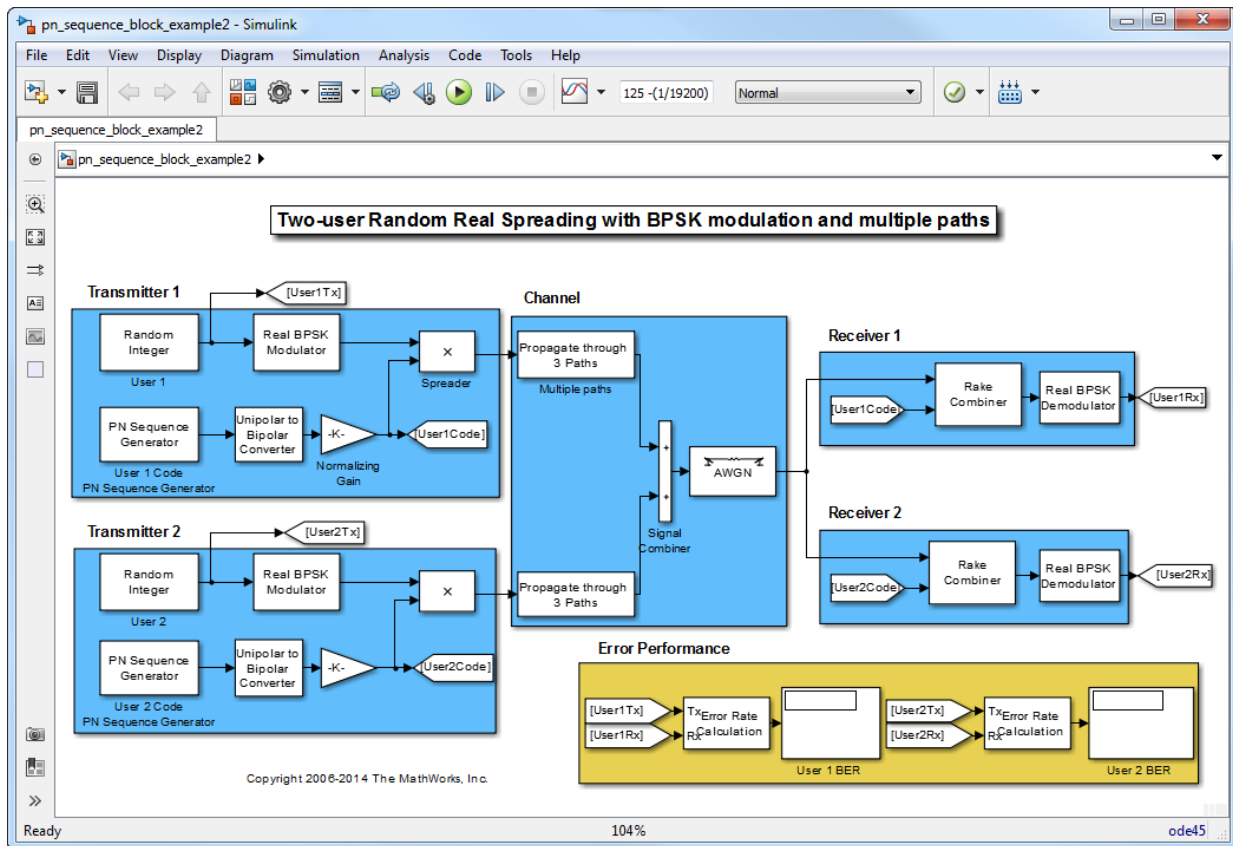 pn_sequence_block_example2 - Simulink
File Edit View Display Diagram Simulation Analysis Code Tools Help
125 -(1/19200)
Normal
pn_sequence_block_example2
pn_sequence_block_example2
Two-user Random Real Spreading with BPSK modulation and multiple paths
Transmitter 1
[User1Tx]
Random
Integer
User 1
Real BPSK
Modulator
×
Spreader
PN Sequence
Generator
User 1 Code
PN Sequence Generator
Unipolar to
Bipolar
Converter
-K-
Normalizing
Gain
[User1Code]
Transmitter 2
[User2Tx]
Random
Integer
User 2
Real BPSK
Modulator
×
PN Sequence
Generator
User 2 Code
PN Sequence Generator
Unipolar to
Bipolar
Converter
-K-
[User2Code]
Channel
Propagate through
3 Paths
Multiple paths
+
+
Signal
Combiner
AWGN
Propagate through
3 Paths
Receiver 1
[User1Code]
Rake
Combiner
Real BPSK
Demodulator
[User1Rx]
Receiver 2
[User2Code]
Rake
Combiner
Real BPSK
Demodulator
[User2Rx]
Error Performance
[User1Tx]
[User1Rx]
Tx
Rx
Error Rate
Calculation
User 1 BER
[User2Tx]
[User2Rx]
Tx
Rx
Error Rate
Calculation
User 2 BER
Copyright 2006-2014 The MathWorks, Inc.
Ready
104%
ode45